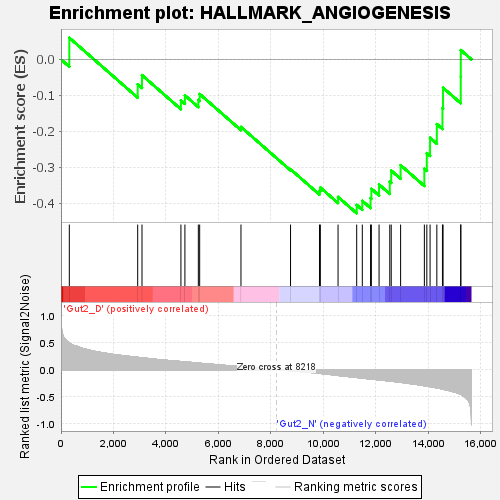 Enrichment plot: HALLMARK_ANGIOGENESIS
Enrichment score (ES)
0.0
-0.1
-0.2
-0.3
-0.4
'Gut2_D' (positively correlated)
Ranked list metric (Signal2Noise)
1.0
0.5
0.0
-0.5
-1.0
Zero cross at 8218
'Gut2_N' (negatively correlated)
0 2,000 4,000 6,000 8,000 10,000 12,000 14,000 16,000
Rank in Ordered Dataset
Enrichment profile Hits Ranking metric scores